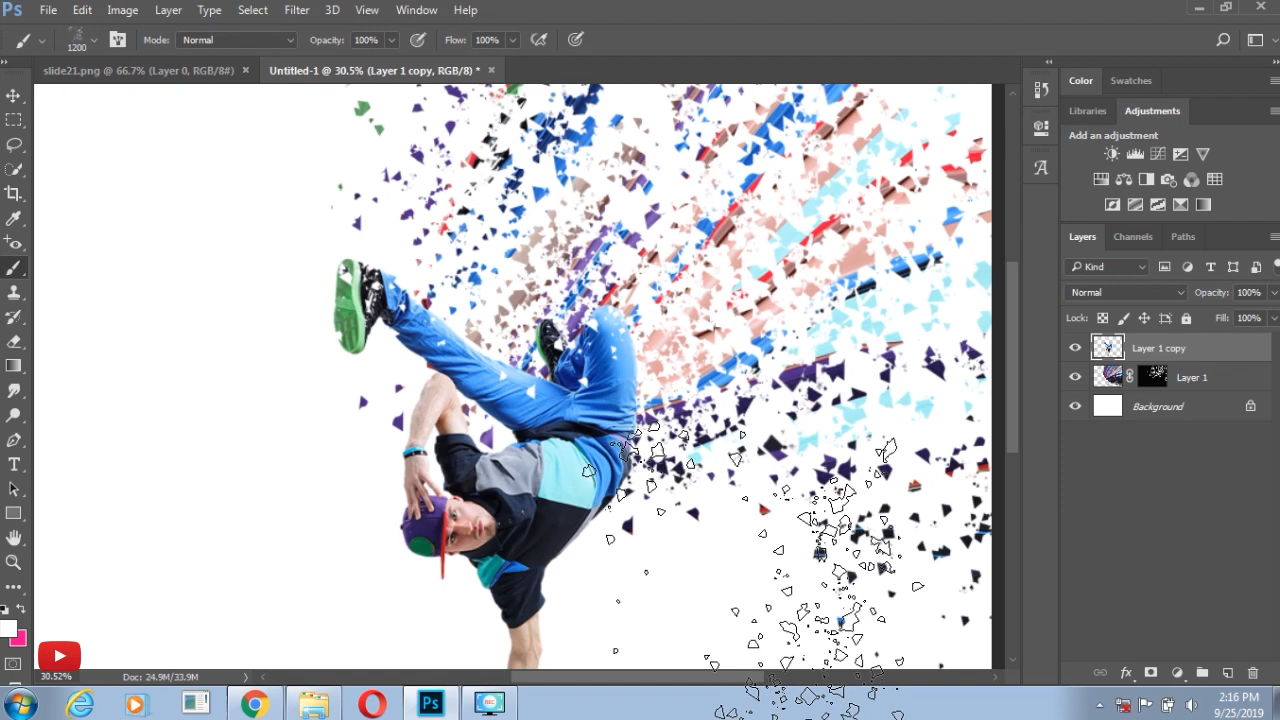 Ps File Edit Image Layer Type Select Filter 3D View Window Help
1200 Mode: Normal Opacity: 100% Flow: 100%
slide21.png @ 66.7% (Layer 0, RGB/8#) × Untitled-1 @ 30.5% (Layer 1 copy, RGB/8) * ×
Color Swatches
Libraries Adjustments
Add an adjustment
Layers Channels Paths
Kind
Normal Opacity: 100%
Lock: Fill: 100%
Layer 1 copy
Layer 1
Background
30.52% Doc: 24.9M/33.9M
Ps REC
2:16 PM
9/25/2019